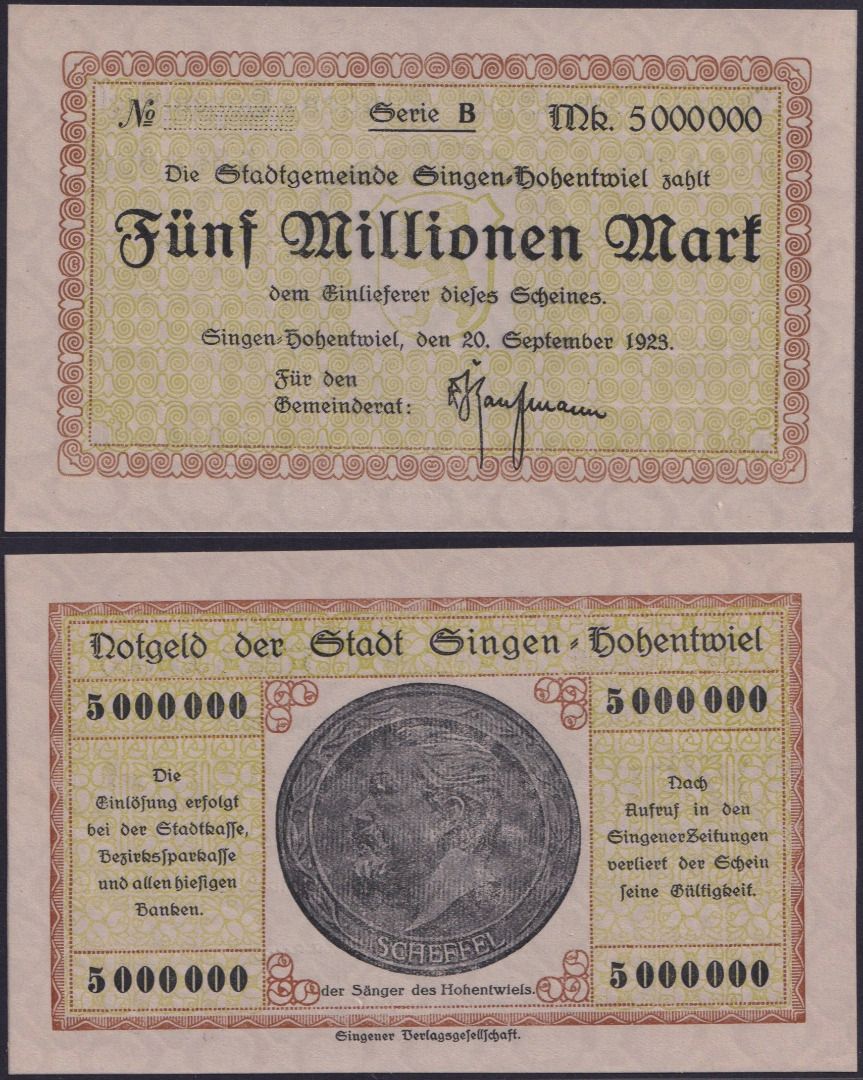 № Serie B Mk. 5000000
Die Stadtgemeinde Singen-Hohentwiel zahlt
Fünf Millionen Mark
dem Einlieferer dieses Scheines.
Singen-Hohentwiel, den 20. September 1923.
Für den
Gemeinderat: Kaufmann
Notgeld der Stadt Singen-Hohentwiel
5000000 5000000
Die
Einlösung erfolgt
bei der Stadtkasse,
Bezirkssparkasse
und allen hiesigen
Banken.
SCHEFFEL
der Sänger des Hohentwiels.
Nach
Aufruf in den
Singener Zeitungen
verliert der Schein
seine Gültigkeit.
5000000 5000000
Singener Verlagsgesellschaft.